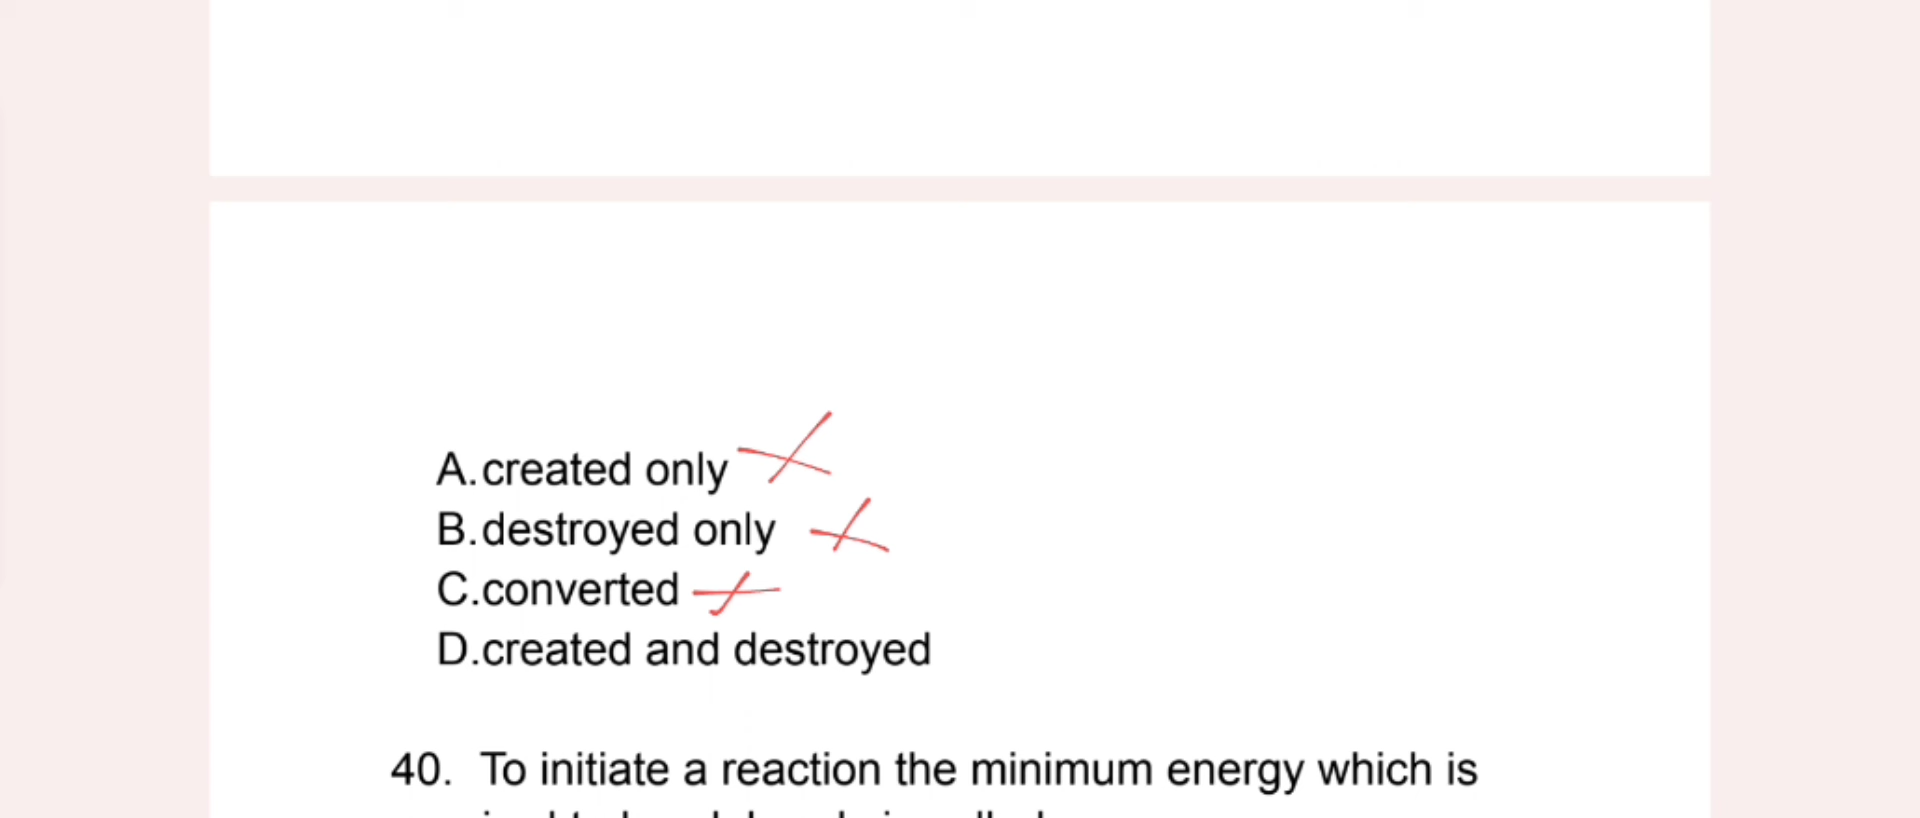 A.created only
B.destroyed only
C.converted
D.created and destroyed
40. To initiate a reaction the minimum energy which is